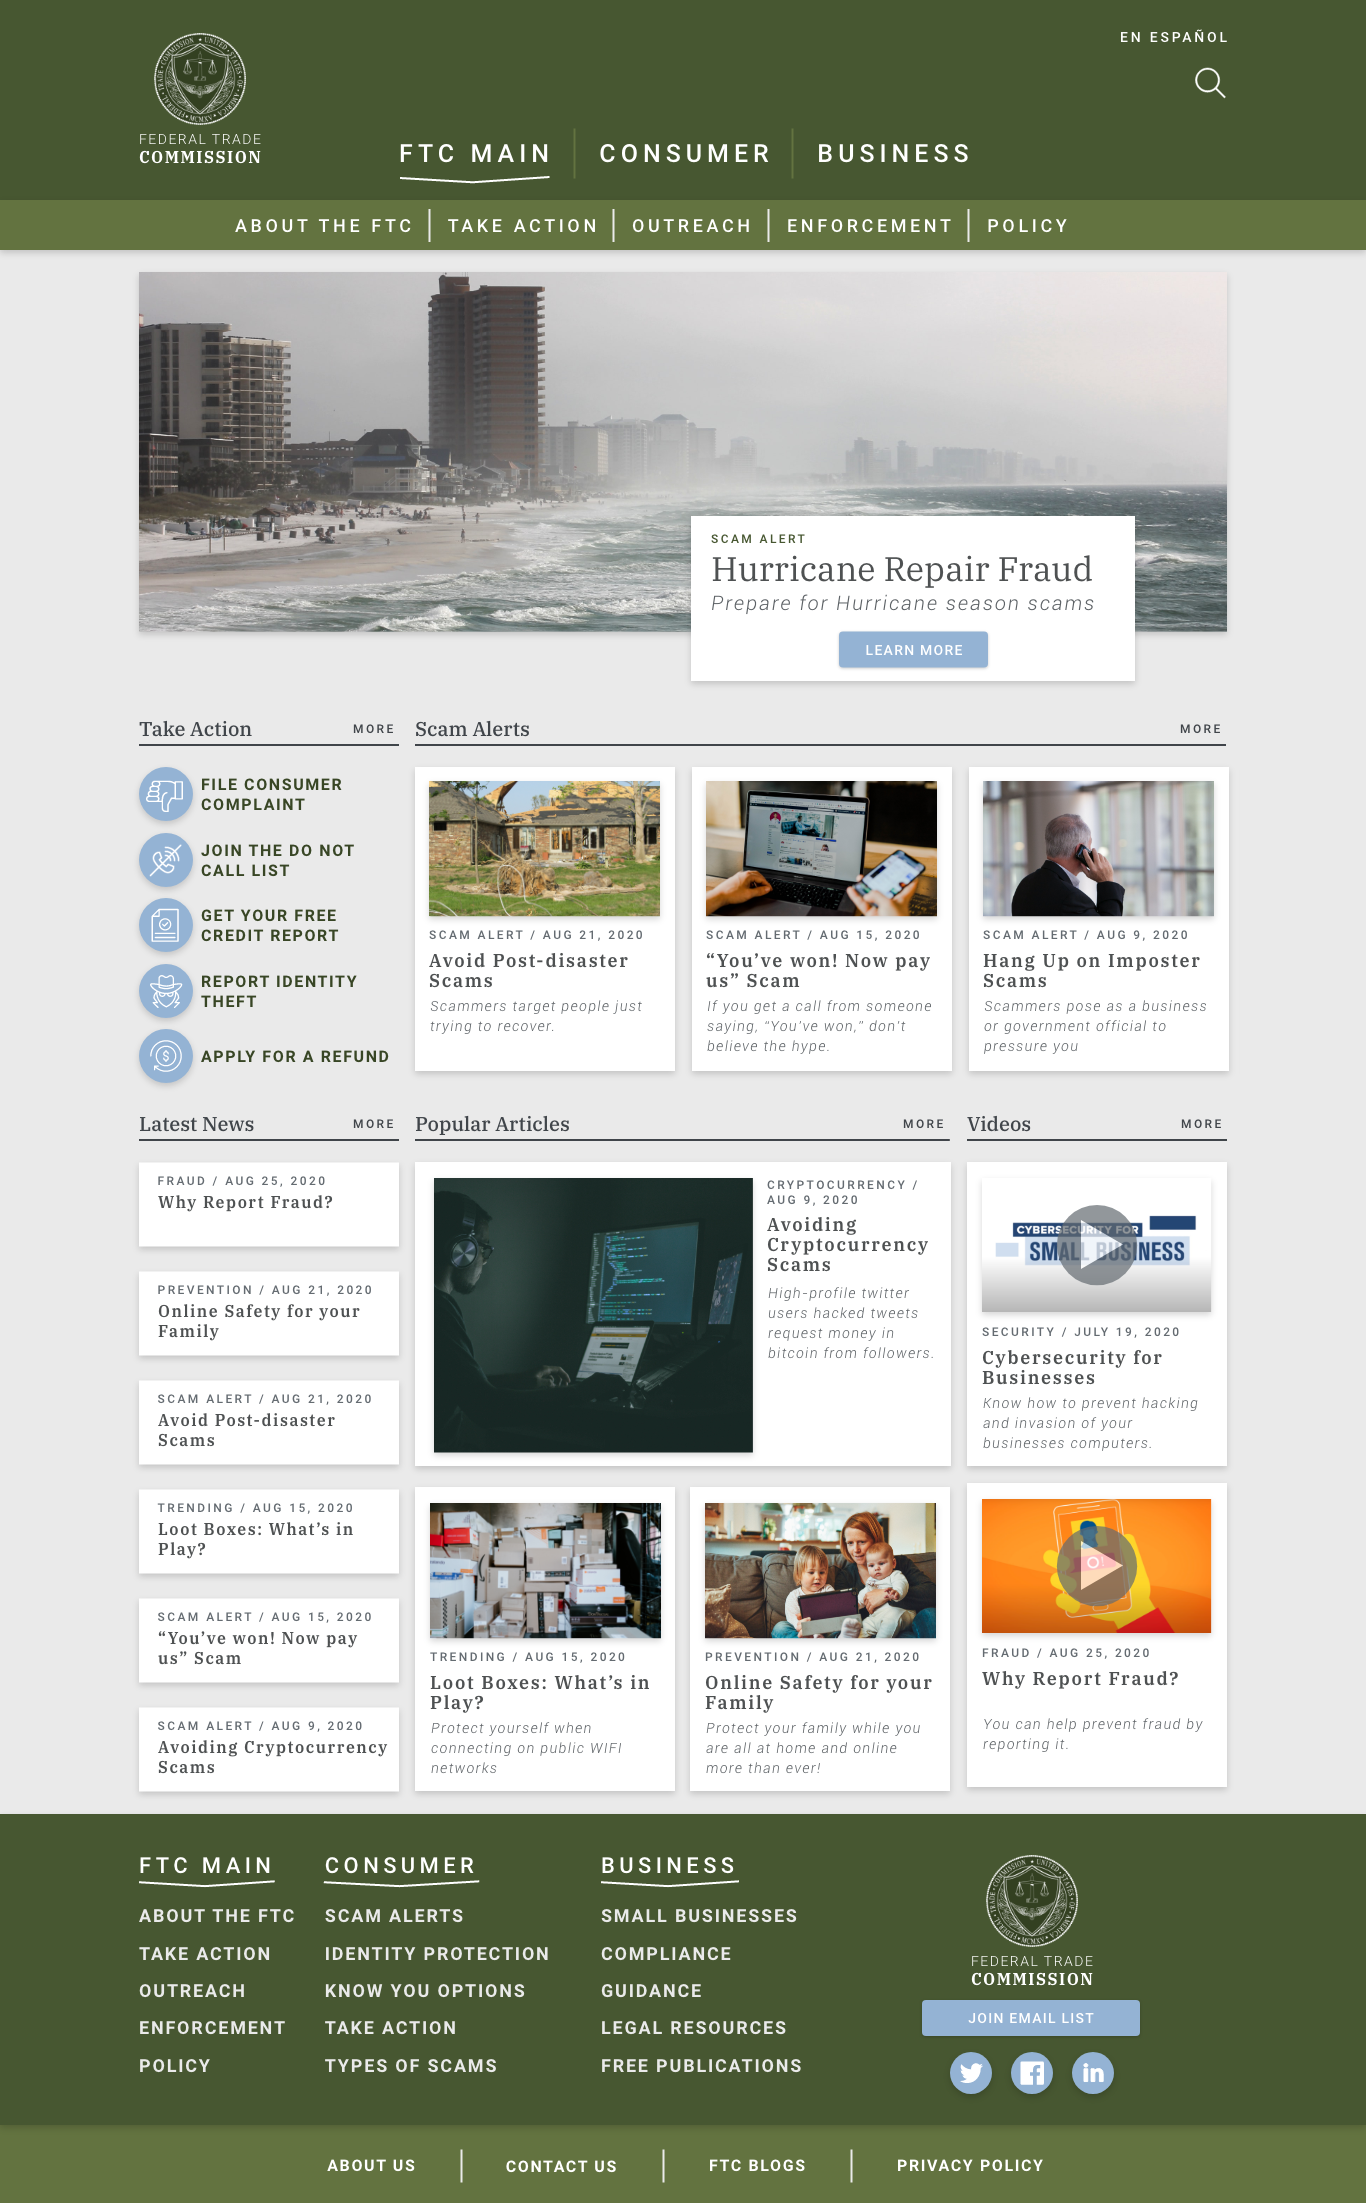 EN ESPAÑOL
FEDERAL TRADE
COMMISSION
FTC MAIN
CONSUMER
BUSINESS
ABOUT THE FTC
TAKE ACTION
OUTREACH
ENFORCEMENT
POLICY
SCAM ALERT
Hurricane Repair Fraud
Prepare for Hurricane season scams
LEARN MORE
Take Action
MORE
FILE CONSUMER
COMPLAINT
JOIN THE DO NOT
CALL LIST
GET YOUR FREE
CREDIT REPORT
REPORT IDENTITY
THEFT
APPLY FOR A REFUND
Scam Alerts
MORE
SCAM ALERT / AUG 21, 2020
Avoid Post-disaster
Scams
Scammers target people just
trying to recover.
SCAM ALERT / AUG 15, 2020
“You’ve won! Now pay
us” Scam
If you get a call from someone
saying, “You’ve won,” don’t
believe the hype.
SCAM ALERT / AUG 9, 2020
Hang Up on Imposter
Scams
Scammers pose as a business
or government official to
pressure you
Latest News
MORE
FRAUD / AUG 25, 2020
Why Report Fraud?
PREVENTION / AUG 21, 2020
Online Safety for your
Family
SCAM ALERT / AUG 21, 2020
Avoid Post-disaster
Scams
TRENDING / AUG 15, 2020
Loot Boxes: What’s in
Play?
SCAM ALERT / AUG 15, 2020
“You’ve won! Now pay
us” Scam
SCAM ALERT / AUG 9, 2020
Avoiding Cryptocurrency
Scams
Popular Articles
MORE
CRYPTOCURRENCY /
AUG 9, 2020
Avoiding
Cryptocurrency
Scams
High-profile twitter
users hacked tweets
request money in
bitcoin from followers.
TRENDING / AUG 15, 2020
Loot Boxes: What’s in
Play?
Protect yourself when
connecting on public WIFI
networks
PREVENTION / AUG 21, 2020
Online Safety for your
Family
Protect your family while you
are all at home and online
more than ever!
Videos
MORE
CYBERSECURITY FOR
SMALL BUSINESS
SECURITY / JULY 19, 2020
Cybersecurity for
Businesses
Know how to prevent hacking
and invasion of your
businesses computers.
FRAUD / AUG 25, 2020
Why Report Fraud?
You can help prevent fraud by
reporting it.
FTC MAIN
ABOUT THE FTC
TAKE ACTION
OUTREACH
ENFORCEMENT
POLICY
CONSUMER
SCAM ALERTS
IDENTITY PROTECTION
KNOW YOU OPTIONS
TAKE ACTION
TYPES OF SCAMS
BUSINESS
SMALL BUSINESSES
COMPLIANCE
GUIDANCE
LEGAL RESOURCES
FREE PUBLICATIONS
FEDERAL TRADE
COMMISSION
JOIN EMAIL LIST
in
ABOUT US
CONTACT US
FTC BLOGS
PRIVACY POLICY